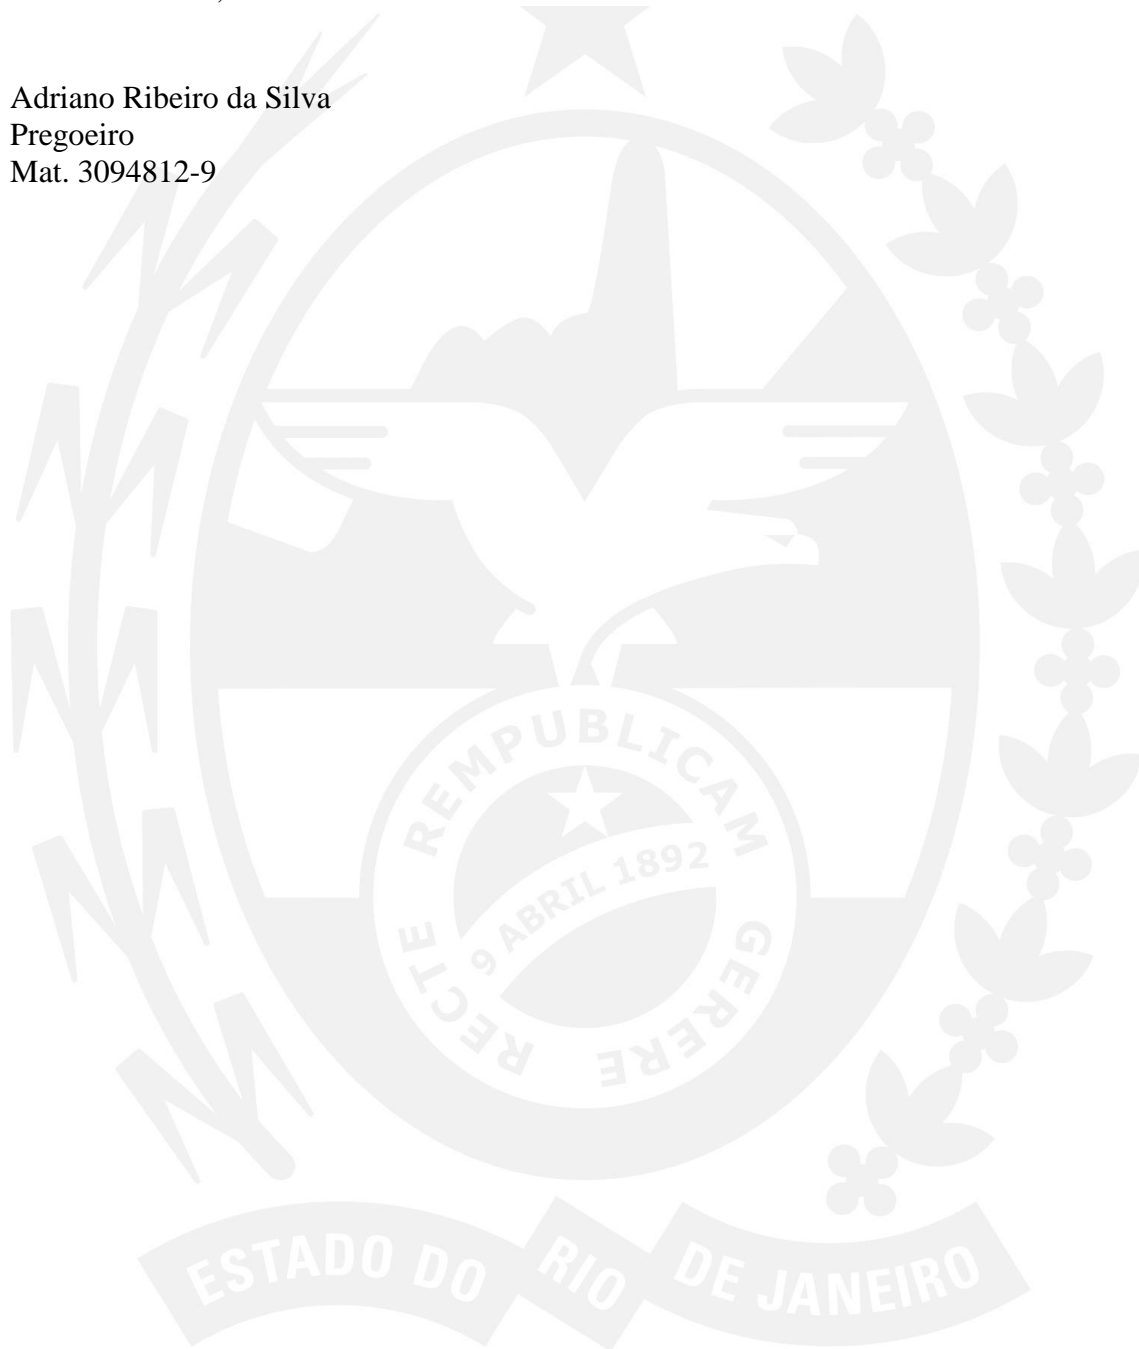 Adriano Ribeiro da Silva
Pregoeiro
Mat. 3094812-9
REMPUBLICAM
9 ABRIL 1892
RECTE
GERERE
ESTADO DO RIO DE JANEIRO